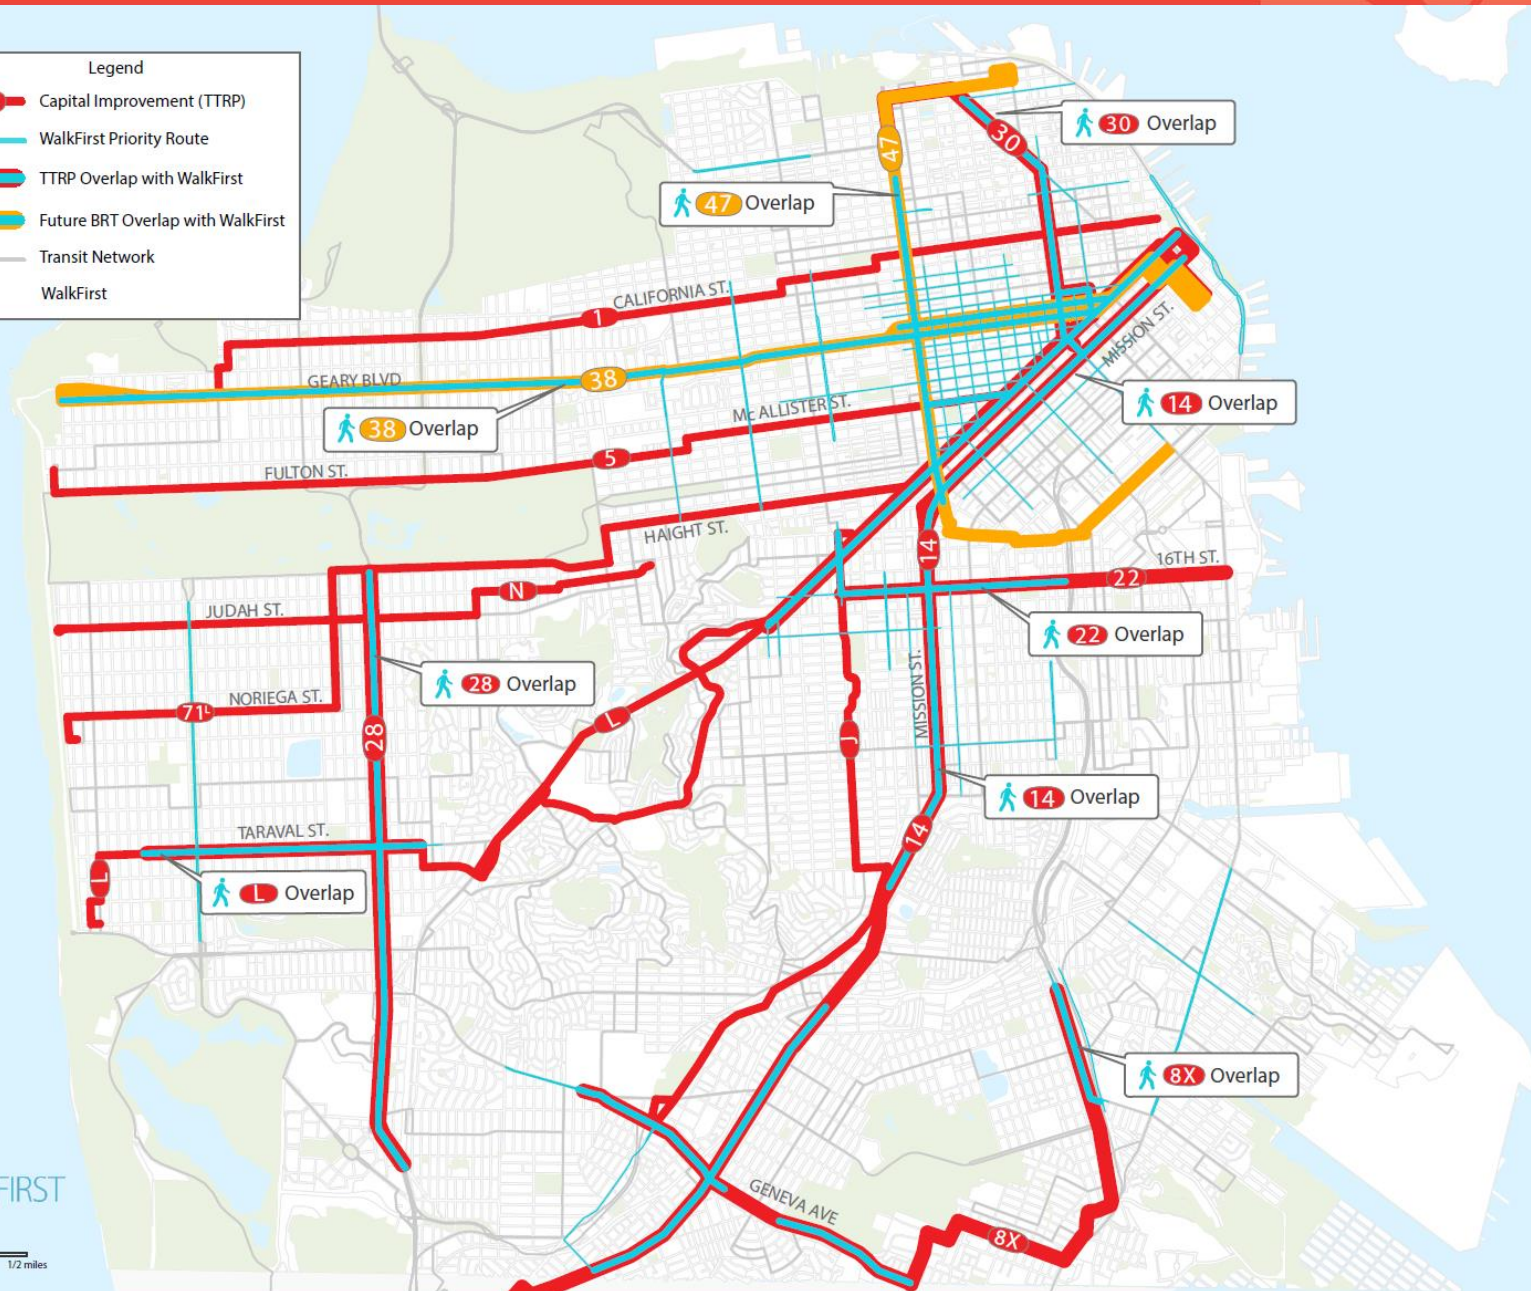 Legend
Capital Improvement (TTRP)
WalkFirst Priority Route
TTRP Overlap with WalkFirst
Future BRT Overlap with WalkFirst
Transit Network
WalkFirst
30 Overlap
47
30
47 Overlap
CALIFORNIA ST.
1
MISSION ST.
GEARY BLVD
38
14 Overlap
38 Overlap
Mc ALLISTER ST.
5
FULTON ST.
HAIGHT ST.
14
16TH ST.
22
N
JUDAH ST.
22 Overlap
28 Overlap
MISSION ST.
NORIEGA ST.
71L
L
28
J
14 Overlap
14
TARAVAL ST.
L
L Overlap
8X Overlap
FIRST
GENEVA AVE
8X
1/2 miles